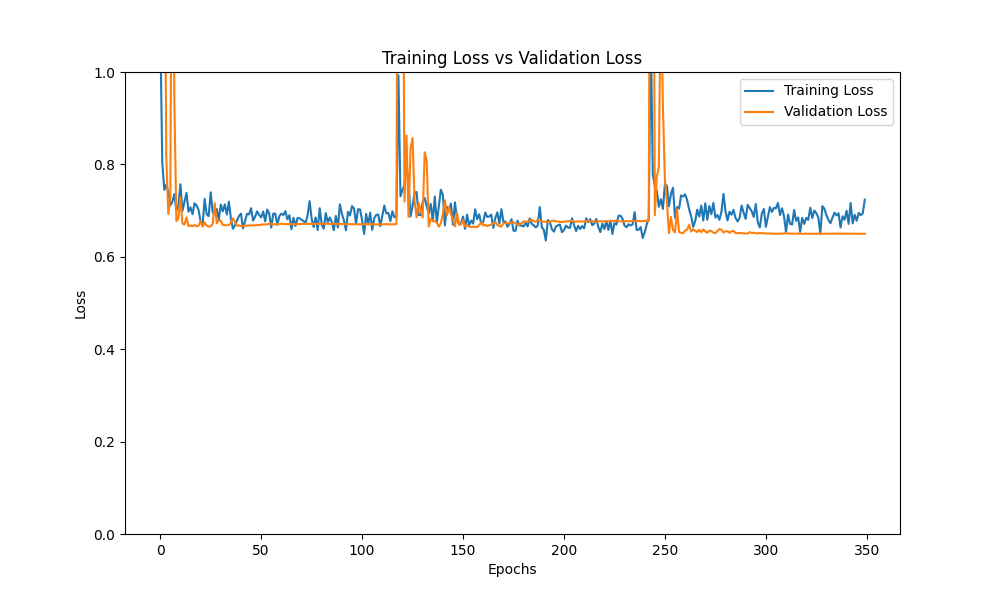 Training Loss vs Validation Loss
Training Loss
Validation Loss
Loss
1.0
0.8
0.6
0.4
0.2
0.0
0 50 100 150 200 250 300 350
Epochs